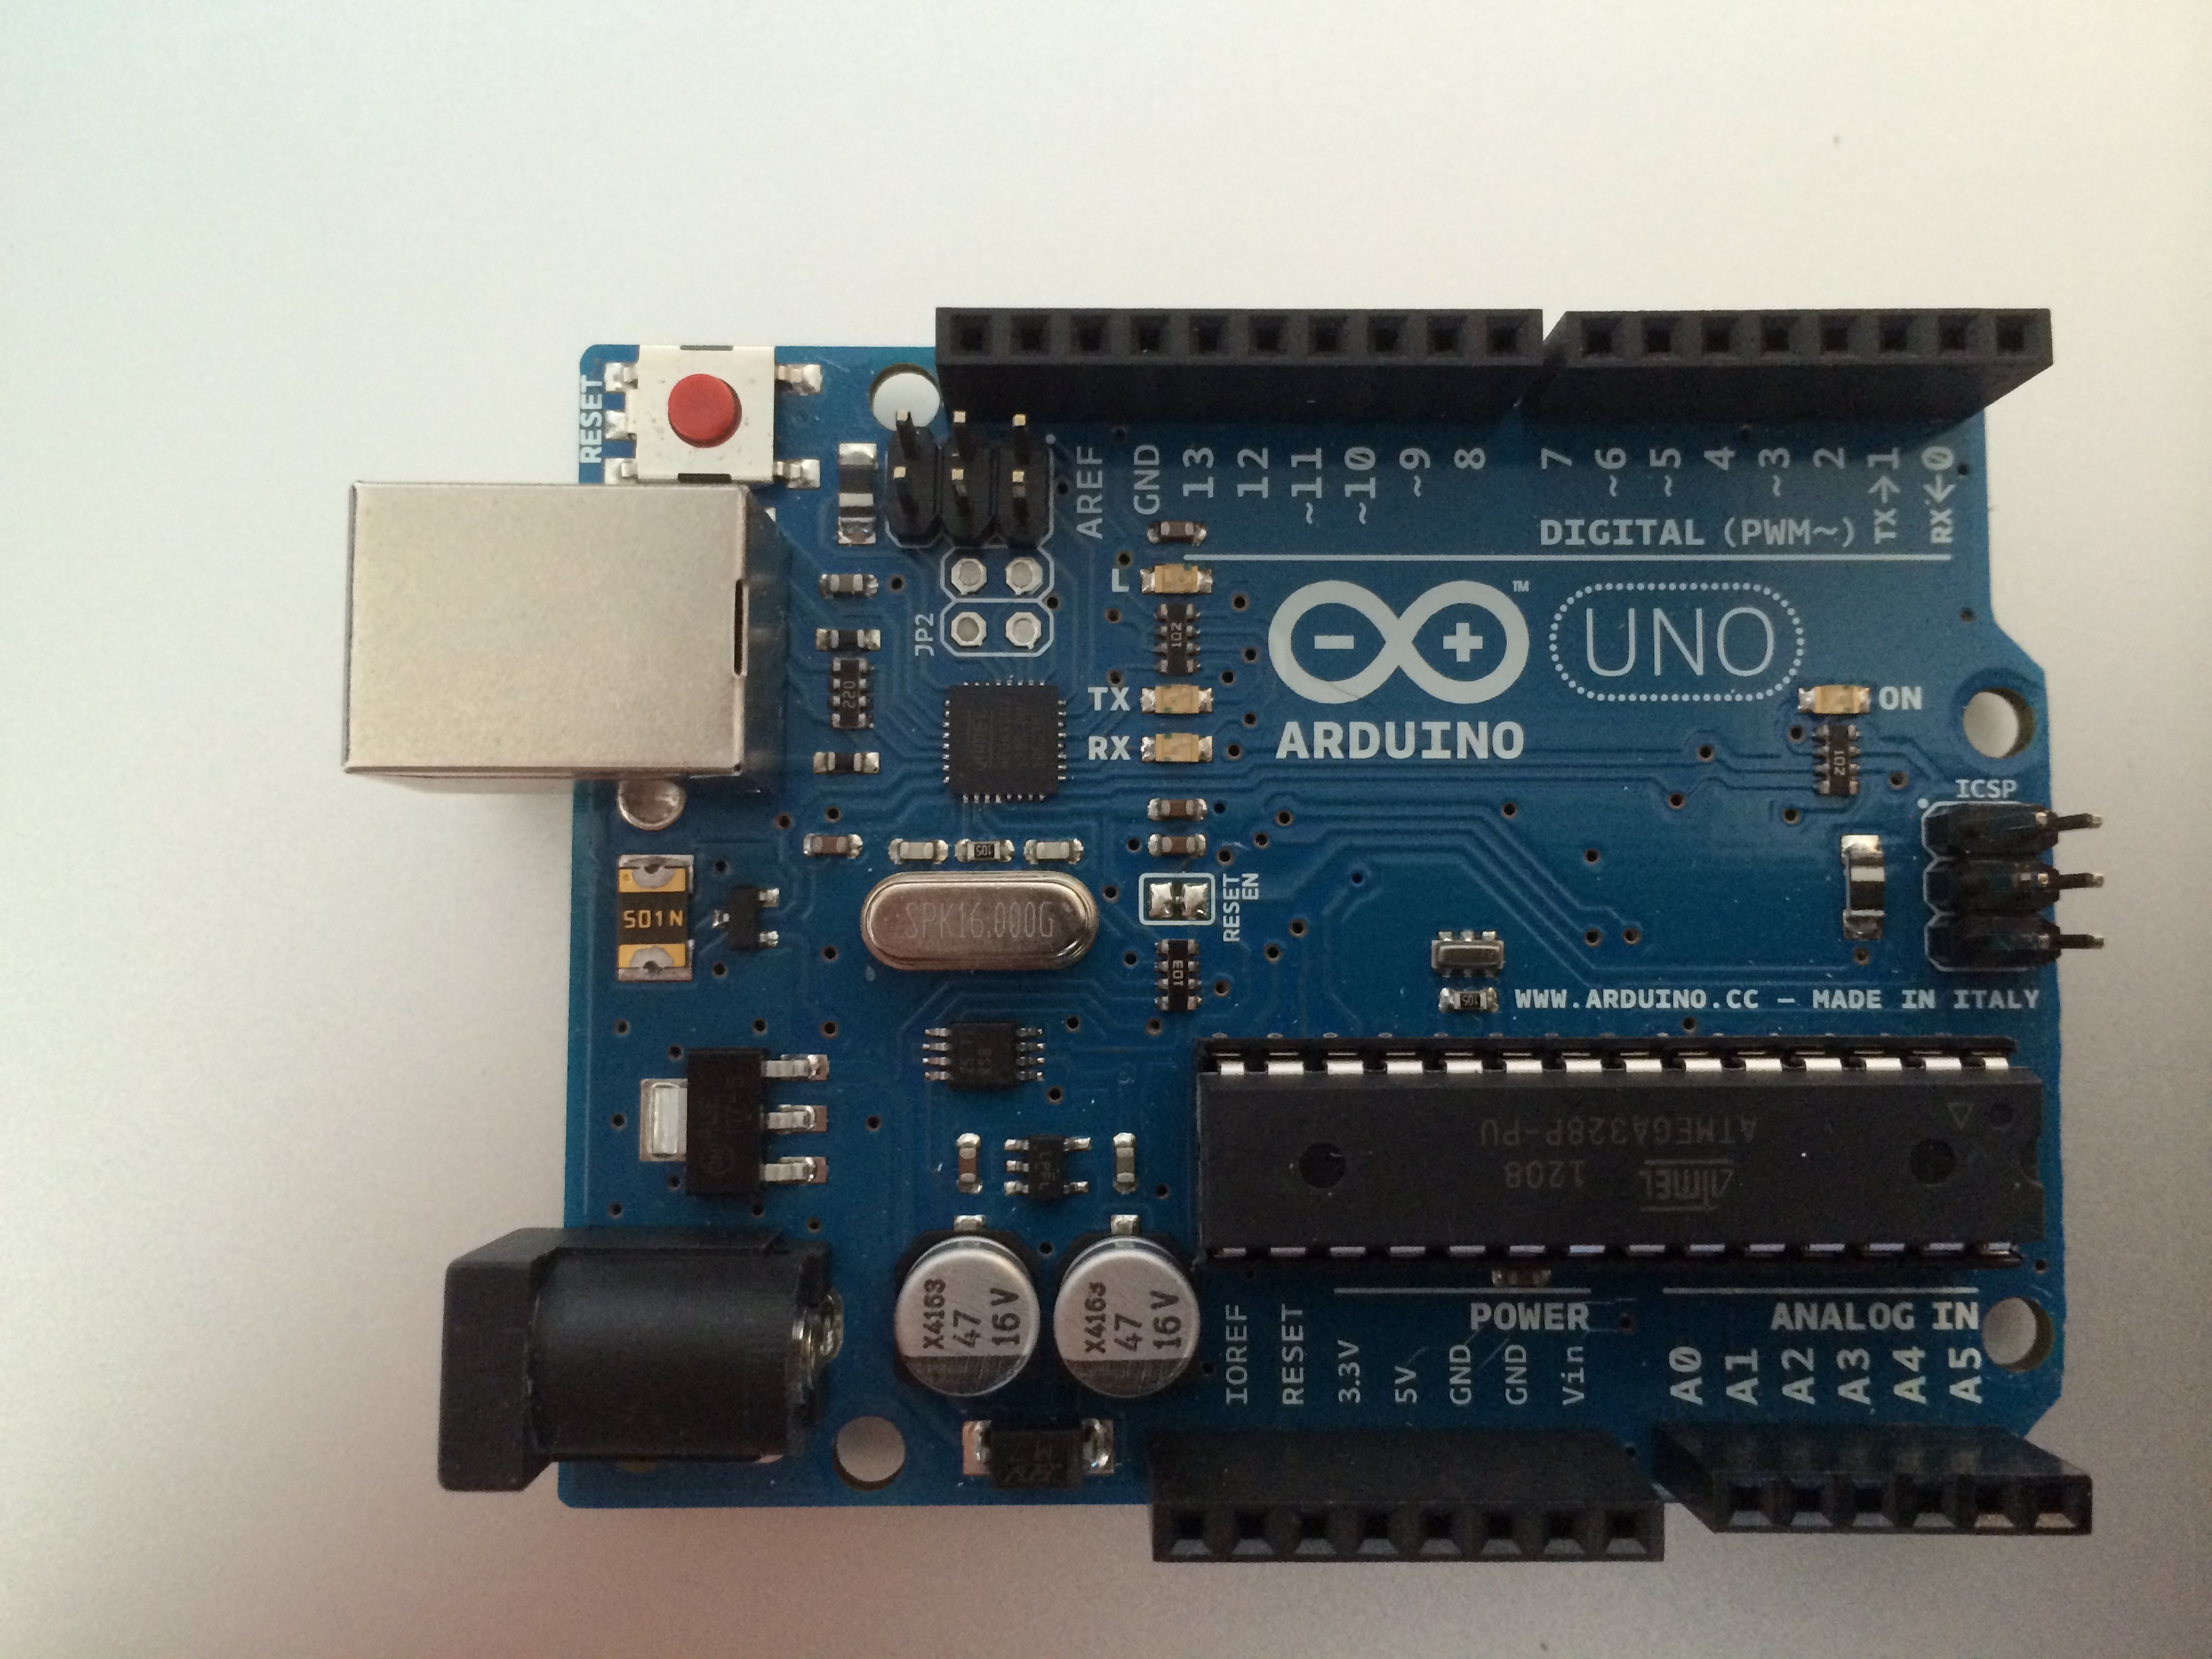 RESET
AREF
GND
13
12
~11
~10
~9
8
7
~6
~5
4
~3
2
TX→1
RX←0
DIGITAL (PWM~)
L
JP2
102
™
UNO
220
TX
RX
ON
ARDUINO
102
ICSP
105
501N
SPK16.000G
RESET
EN
103
105
WWW.ARDUINO.CC – MADE IN ITALY
ATMEGA328P-PU
1208
ATMEL
X4163
47
16V
X4163
47
16V
POWER
ANALOG IN
IOREF
RESET
3.3V
5V
GND
GND
Vin
A0
A1
A2
A3
A4
A5